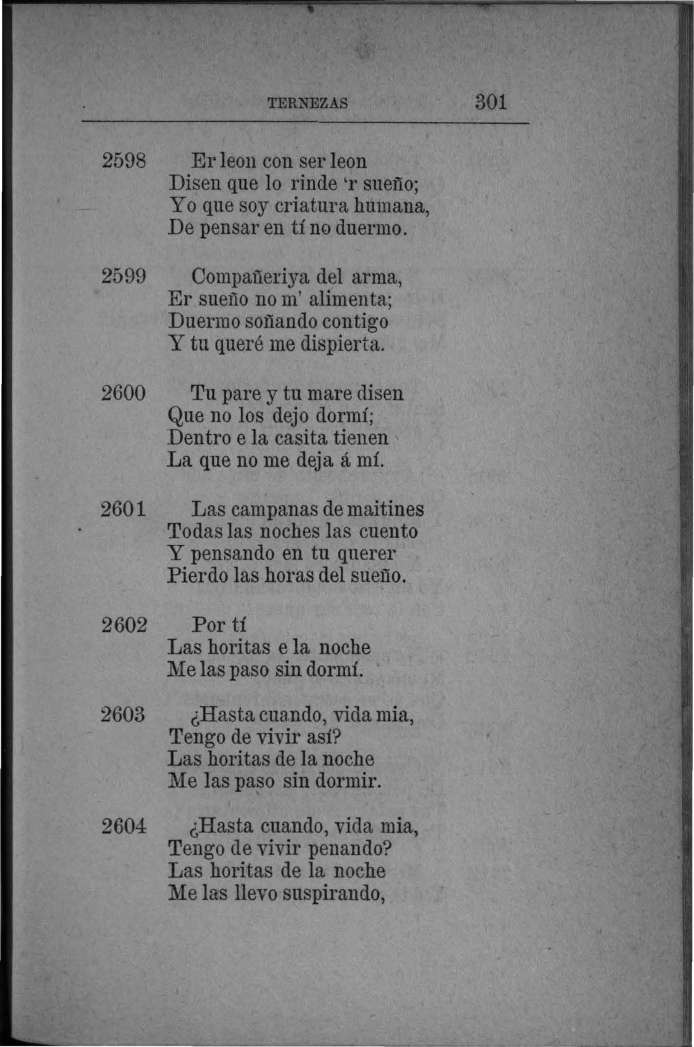 TERNEZAS 301
2598 Er leon con ser leon
Disen que lo rinde ‘r sueño;
Yo que soy criatura humana,
De pensar en tí no duermo.
2599 Compañeriya del arma,
Er sueño no m’ alimenta;
Duermo soñando contigo
Y tu queré me dispierta.
2600 Tu pare y tu mare disen
Que no los dejo dormí;
Dentro e la casita tienen
La que no me deja á mí.
2601 Las campanas de maitines
Todas las noches las cuento
Y pensando en tu querer
Pierdo las horas del sueño.
2602 Por tí
Las horitas e la noche
Me las paso sin dormí.
2603 ¿Hasta cuando, vida mia,
Tengo de vivir así?
Las horitas de la noche
Me las paso sin dormir.
2604 ¿Hasta cuando, vida mia,
Tengo de vivir penando?
Las horitas de la noche
Me las llevo suspirando,